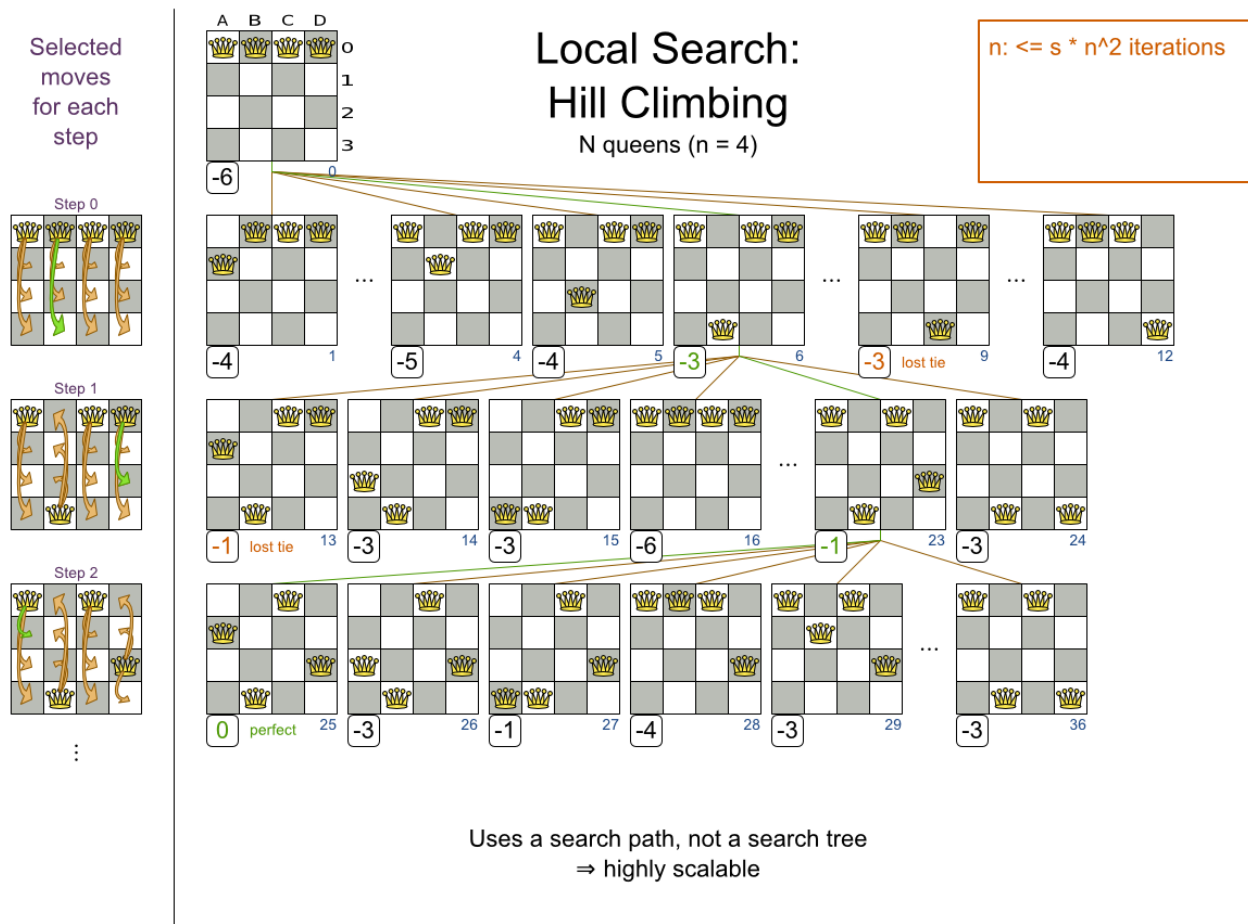 Selected
moves
for each
step
A B C D
0
1
2
3
-6
0
Local Search:
Hill Climbing
N queens (n = 4)
n: <= s * n^2 iterations
Step 0
...
...
...
-4
1
-5
4
-4
5
-3
6
-3
lost tie
9
-4
12
Step 1
...
-1
lost tie
13
-3
14
-3
15
-6
16
-1
23
-3
24
Step 2
...
0
perfect
25
-3
26
-1
27
-4
28
-3
29
-3
36
⋮
Uses a search path, not a search tree
⇒ highly scalable